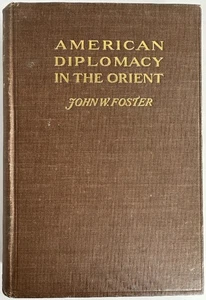 AMERICAN
DIPLOMACY
IN THE ORIENT
JOHN W. FOSTER